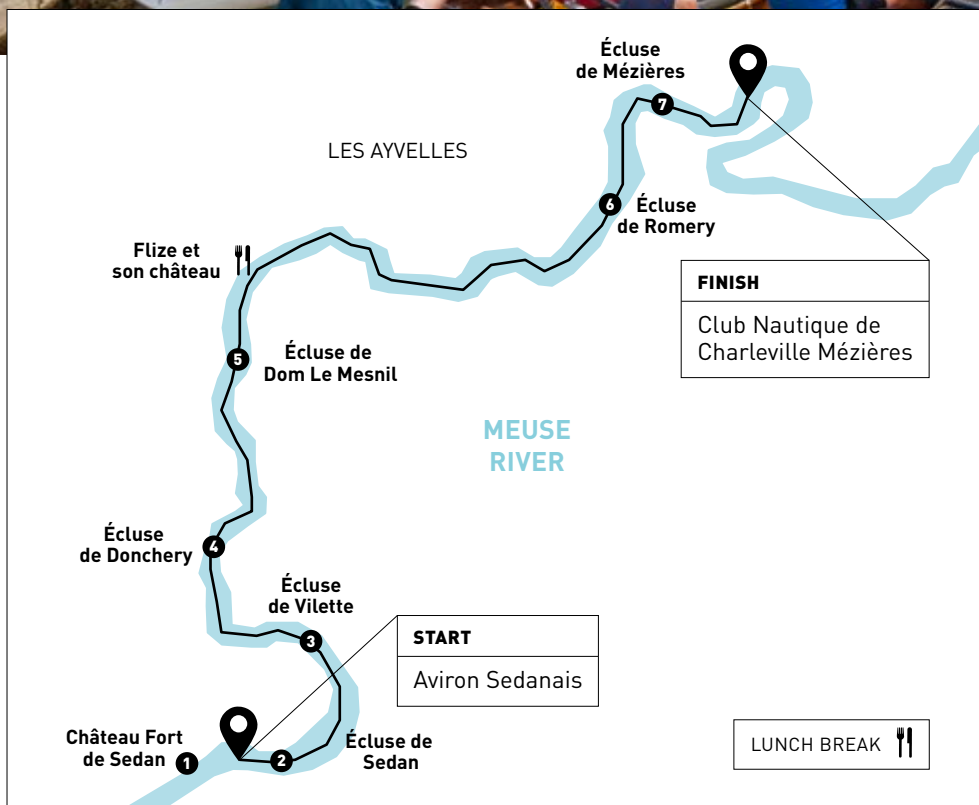 Écluse
de Mézières
7
LES AYVELLES
6
Écluse
de Romery
Flize et
son château
FINISH
Club Nautique de
Charleville Mézières
5
Écluse de
Dom Le Mesnil
MEUSE
RIVER
Écluse
de Donchery
4
Écluse
de Vilette
3
START
Aviron Sedanais
Château Fort
de Sedan
1
2
Écluse de
Sedan
LUNCH BREAK